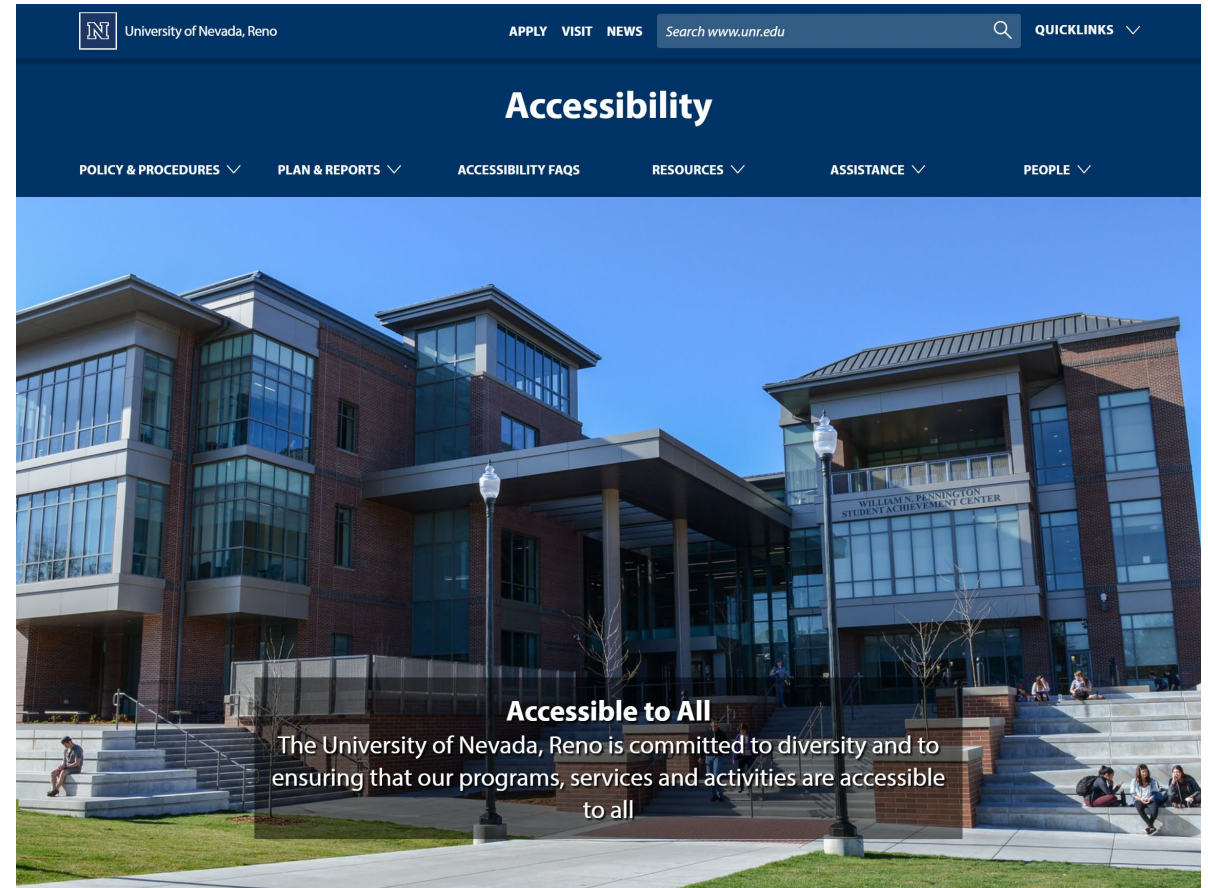 N University of Nevada, Reno APPLY VISIT NEWS Search www.unr.edu QUICKLINKS
Accessibility
POLICY & PROCEDURES PLAN & REPORTS ACCESSIBILITY FAQS RESOURCES ASSISTANCE PEOPLE
WILLIAM N. PENNINGTON
STUDENT ACHIEVEMENT CENTER
Accessible to All
The University of Nevada, Reno is committed to diversity and to
ensuring that our programs, services and activities are accessible
to all